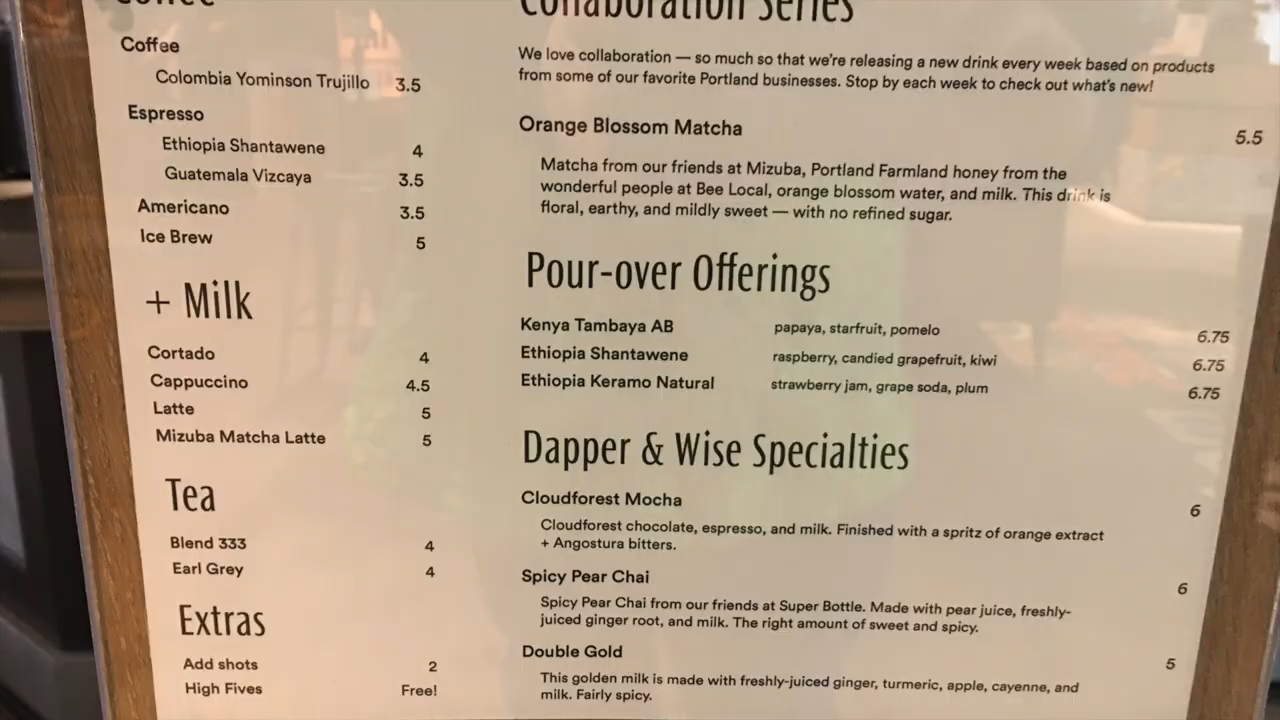 Coffee
Coffee
Colombia Yominson Trujillo 3.5
Espresso
Ethiopia Shantawene 4
Guatemala Vizcaya 3.5
Americano 3.5
Ice Brew 5
+ Milk
Cortado 4
Cappuccino 4.5
Latte 5
Mizuba Matcha Latte 5
Tea
Blend 333 4
Earl Grey 4
Extras
Add shots 2
High Fives Free!
Collaboration Series
We love collaboration — so much so that we're releasing a new drink every week based on products
from some of our favorite Portland businesses. Stop by each week to check out what's new!
Orange Blossom Matcha 5.5
Matcha from our friends at Mizuba, Portland Farmland honey from the
wonderful people at Bee Local, orange blossom water, and milk. This drink is
floral, earthy, and mildly sweet — with no refined sugar.
Pour-over Offerings
Kenya Tambaya AB papaya, starfruit, pomelo 6.75
Ethiopia Shantawene raspberry, candied grapefruit, kiwi 6.75
Ethiopia Keramo Natural strawberry jam, grape soda, plum 6.75
Dapper & Wise Specialties
Cloudforest Mocha 6
Cloudforest chocolate, espresso, and milk. Finished with a spritz of orange extract
+ Angostura bitters.
Spicy Pear Chai 6
Spicy Pear Chai from our friends at Super Bottle. Made with pear juice, freshly-
juiced ginger root, and milk. The right amount of sweet and spicy.
Double Gold 5
This golden milk is made with freshly-juiced ginger, turmeric, apple, cayenne, and
milk. Fairly spicy.